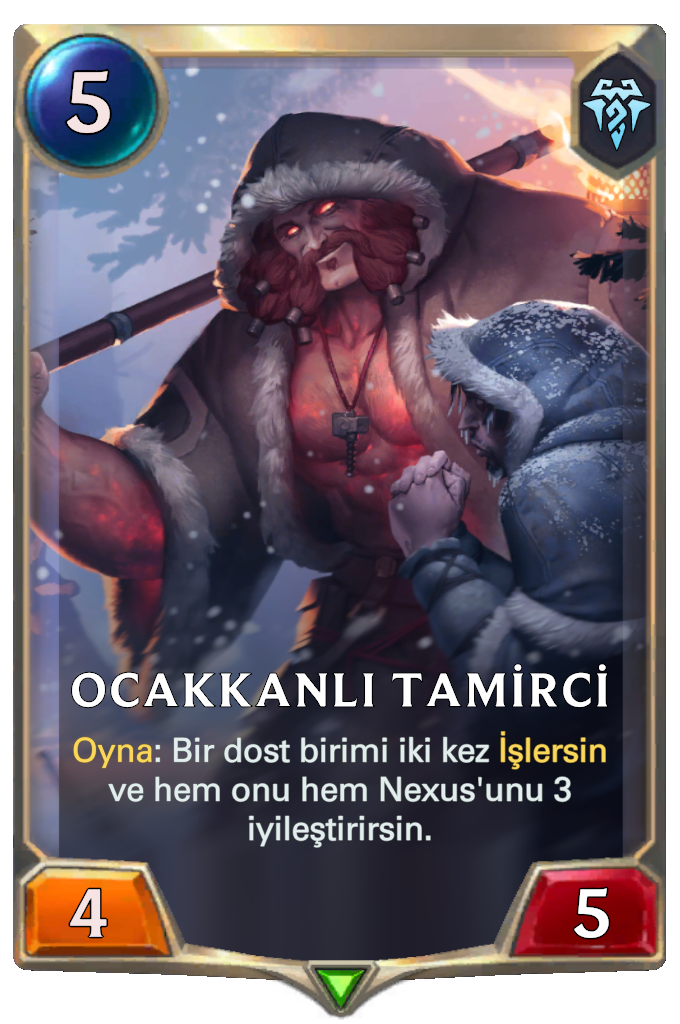 5
OCAKKANLI TAMİRCİ
Oyna: Bir dost birimi iki kez İşlersin
ve hem onu hem Nexus'unu 3
iyileştirirsin.
4
5